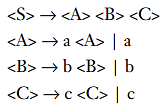 <S> → <A> <B> <C>
<A> → a <A> | a
<B> → b <B> | b
<C> → c <C> | c